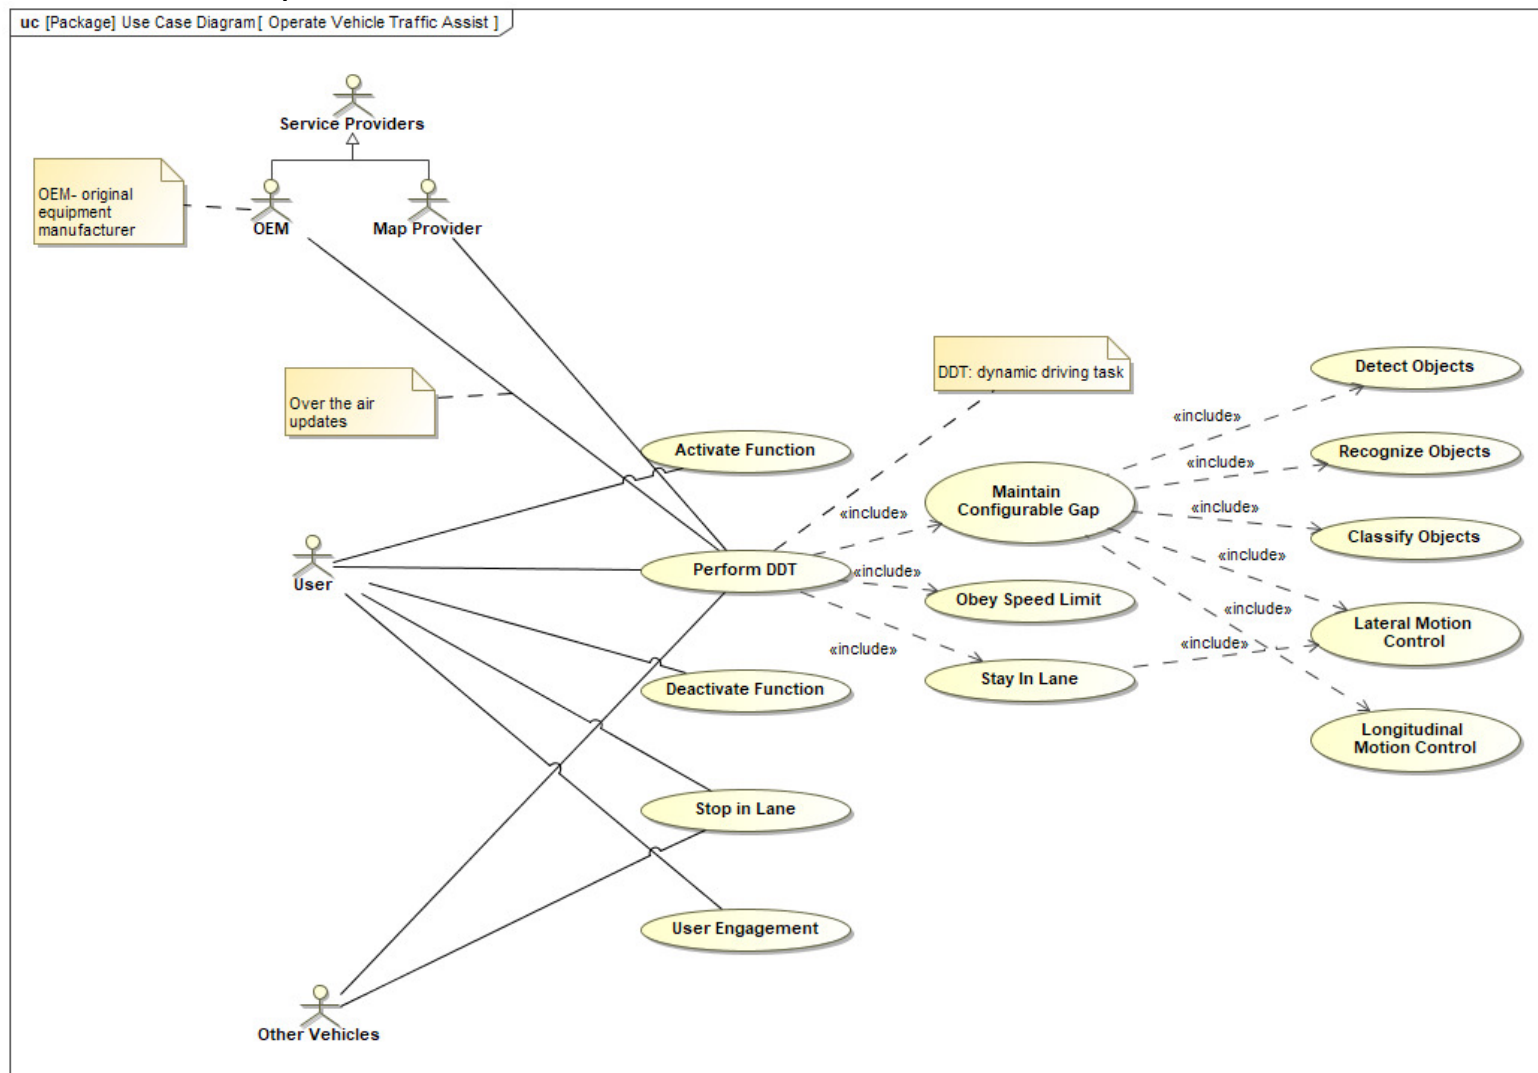 uc [Package] Use Case Diagram [ Operate Vehicle Traffic Assist ]
Service Providers
OEM- original
equipment
manufacturer
OEM
Map Provider
Over the air
updates
DDT: dynamic driving task
Detect Objects
«include»
Activate Function
Recognize Objects
«include»
Maintain
Configurable Gap
«include»
«include»
Classify Objects
«include»
User
Perform DDT
«include»
Obey Speed Limit
«include»
Lateral Motion
Control
«include»
«include»
Stay In Lane
Deactivate Function
Longitudinal
Motion Control
Stop in Lane
User Engagement
Other Vehicles